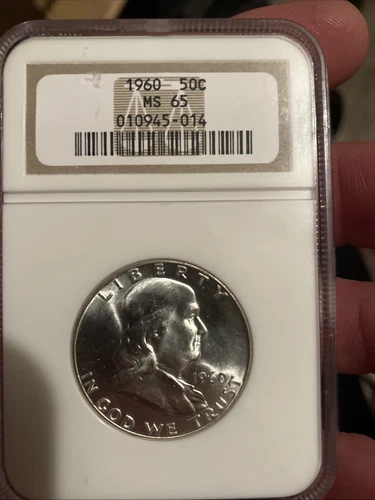 1960 50C
MS 65
010945-014
LIBERTY
1960
IN GOD WE TRUST